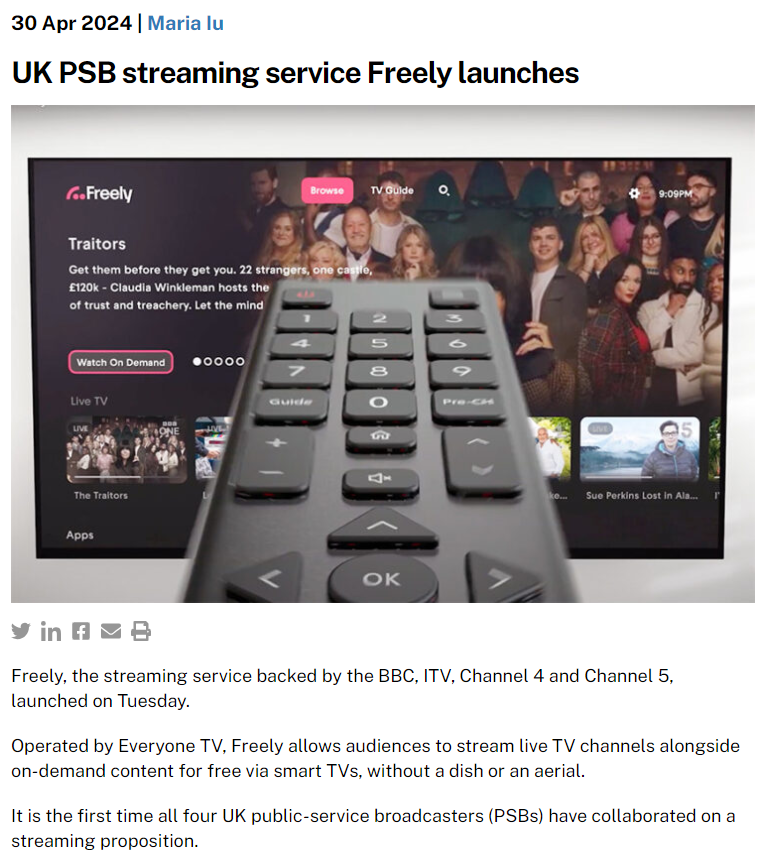 30 Apr 2024 | Maria Iu
UK PSB streaming service Freely launches
Freely
Browse
TV Guide
9:09PM
Traitors
Get them before they get you. 22 strangers, one castle,
£120k - Claudia Winkleman hosts the
of trust and treachery. Let the mind
Watch On Demand
Live TV
LIVE
BBC
ONE
LIVE
LIVE
5
The Traitors
Sue Perkins Lost in Ala...
Apps
1 2 3
4 5 6
7 8 9
Guide 0 Pre-CH
+
-
OK
Freely, the streaming service backed by the BBC, ITV, Channel 4 and Channel 5,
launched on Tuesday.
Operated by Everyone TV, Freely allows audiences to stream live TV channels alongside
on-demand content for free via smart TVs, without a dish or an aerial.
It is the first time all four UK public-service broadcasters (PSBs) have collaborated on a
streaming proposition.